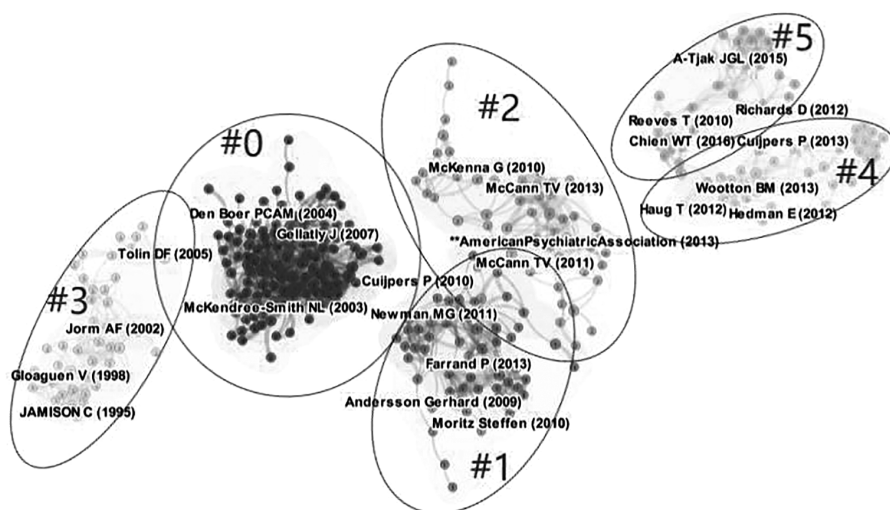 #5
A-Tjak JGL (2015)
Richards D (2012)
Reeves T (2010)
Chien WT (2016)
Cuijpers P (2013)
#4
Wootton BM (2013)
Haug T (2012)
Hedman E (2012)
#2
McKenna G (2010)
McCann TV (2013)
**AmericanPsychiatricAssociation (2013)
McCann TV (2011)
#0
Den Boer PCAM (2004)
Gellatly J (2007)
Cuijpers P (2010)
McKendree-Smith NL (2003)
Newman MG (2011)
Farrand P (2013)
Andersson Gerhard (2009)
Moritz Steffen (2010)
#1
Tolin DF (2005)
#3
Jorm AF (2002)
Gloaguen V (1998)
JAMISON C (1995)